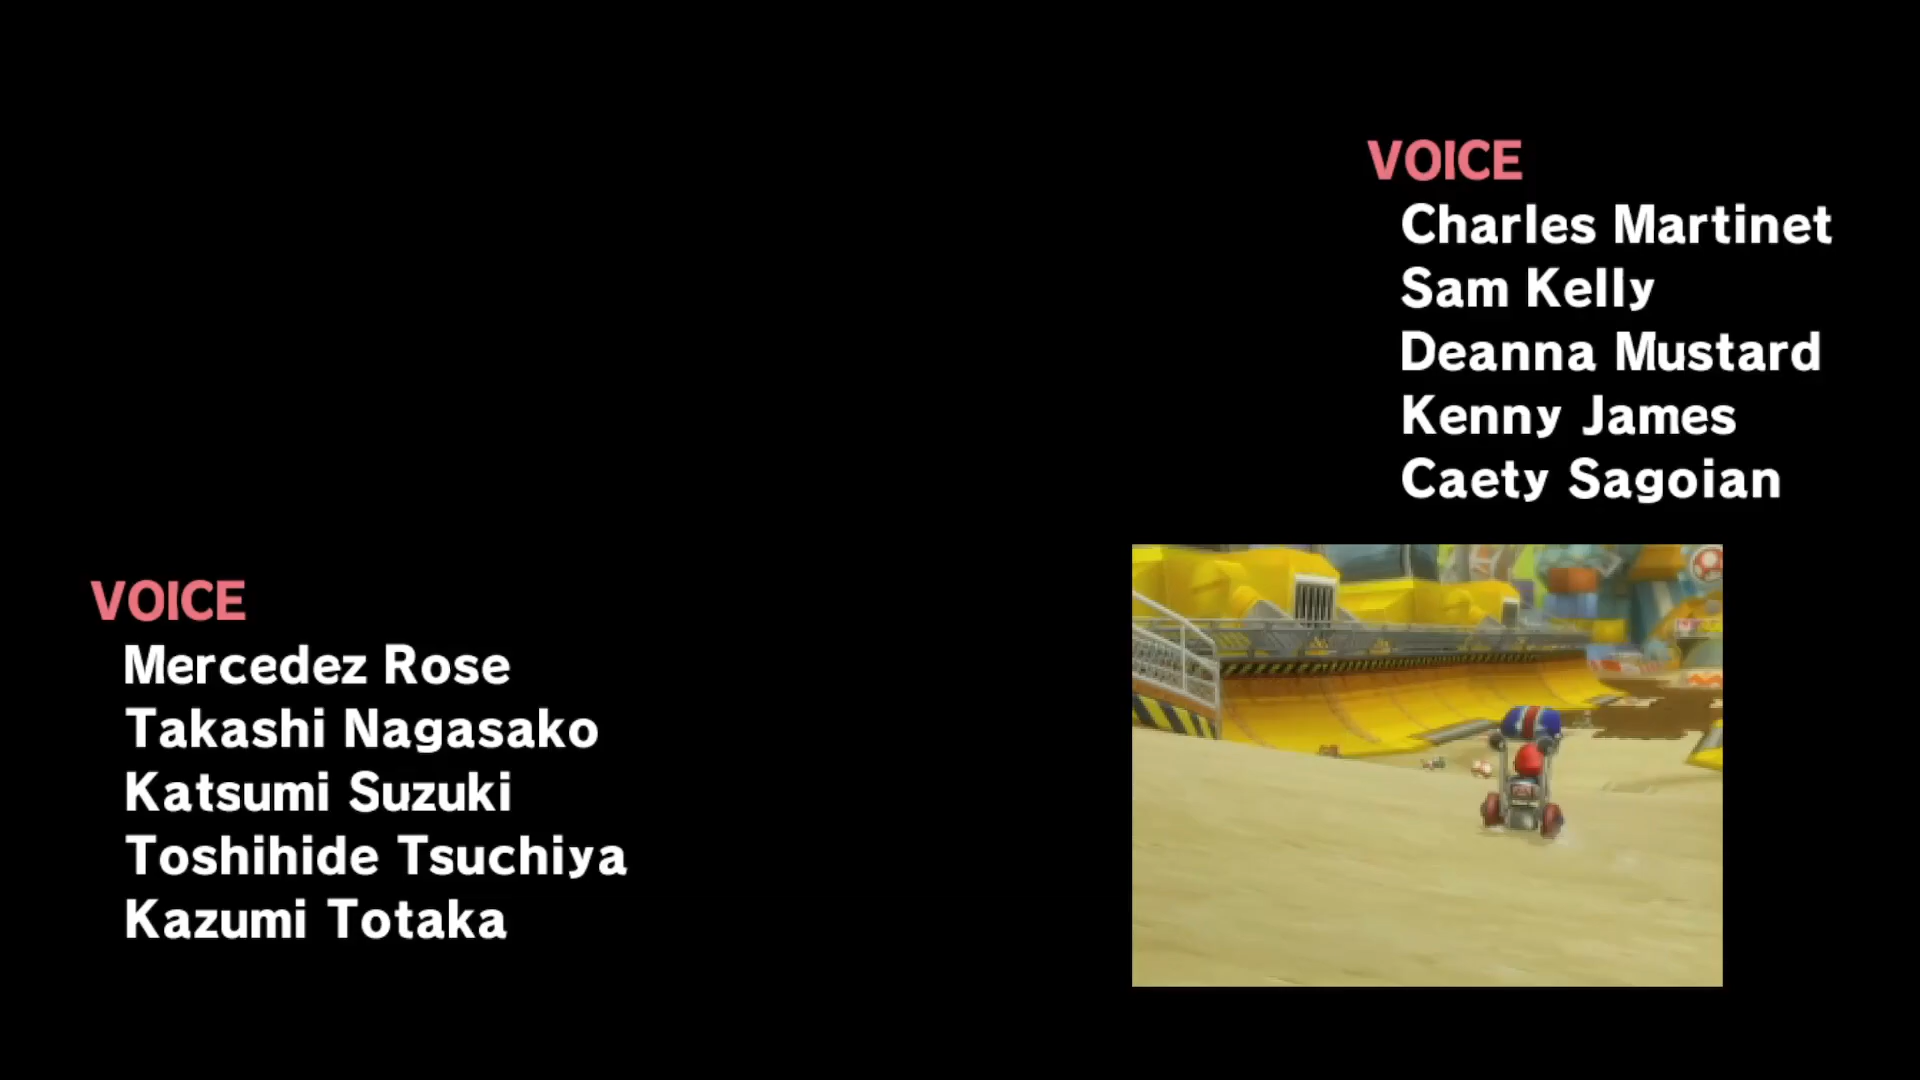 VOICE
Charles Martinet
Sam Kelly
Deanna Mustard
Kenny James
Caety Sagoian
VOICE
Mercedez Rose
Takashi Nagasako
Katsumi Suzuki
Toshihide Tsuchiya
Kazumi Totaka